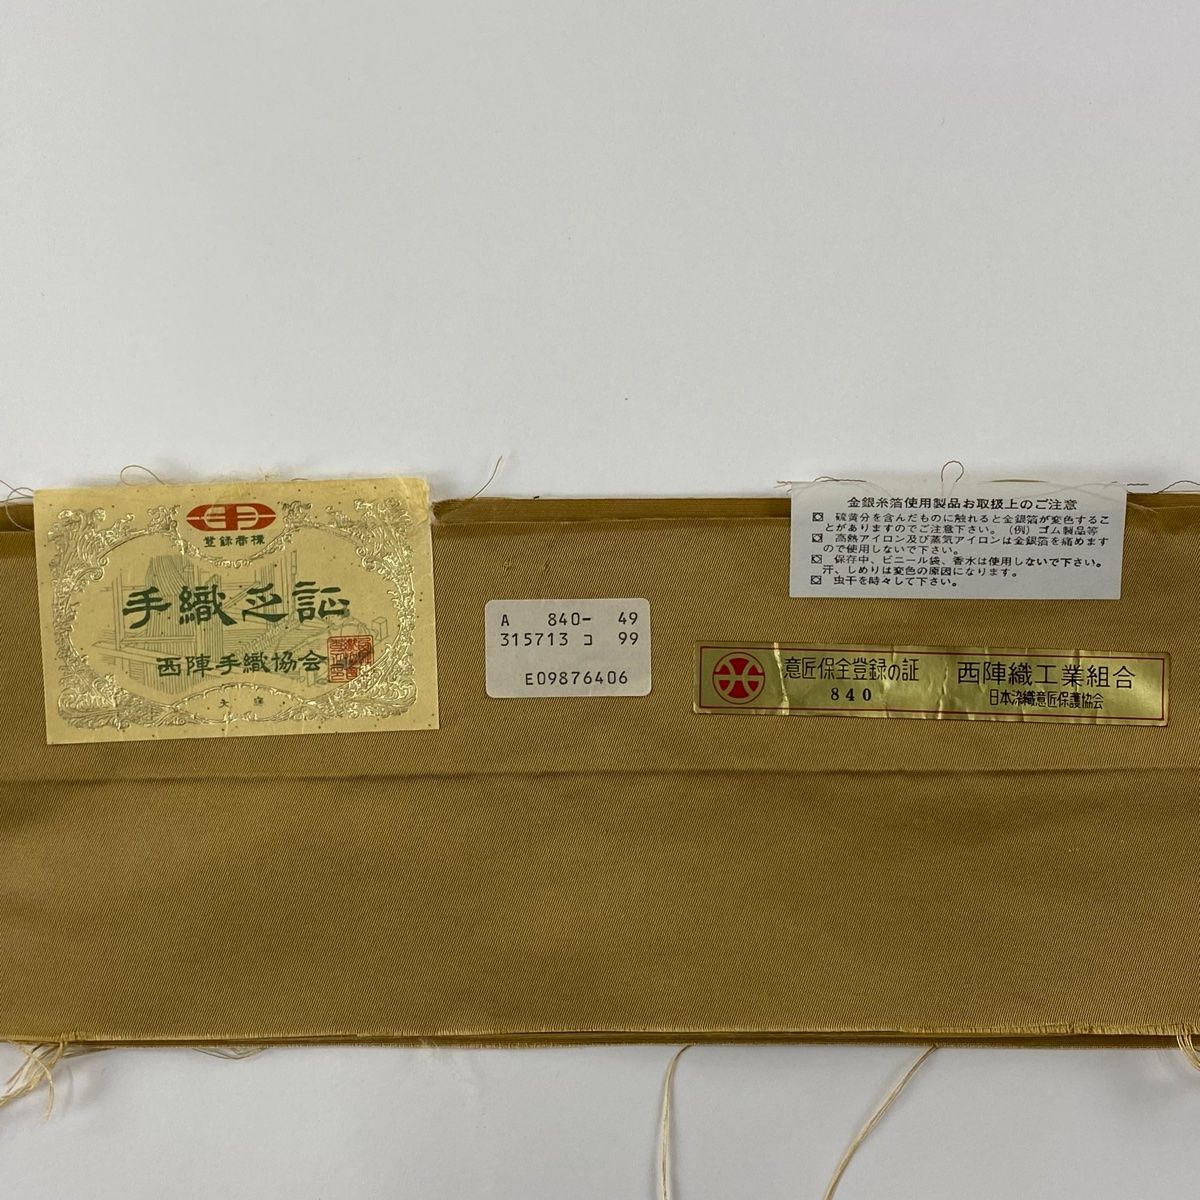 登録商標
手織之証
西陣手織協会
A 840- 49
315713 コ 99
E09876406
金銀糸箔使用製品お取扱上のご注意
硫黄分を含んだものに触れると金銀箔が変色するこ
とがありますのでご注意下さい。(例)ゴム製品等
高熱アイロン及び蒸気アイロンは金銀箔を痛めます
ので使用しないで下さい。
保存中、ビニール袋、香水は使用しないで下さい。
汗、しめりは変色の原因になります。
虫干を時々して下さい。
意匠保全登録の証
840
西陣織工業組合
日本染織意匠保護協会